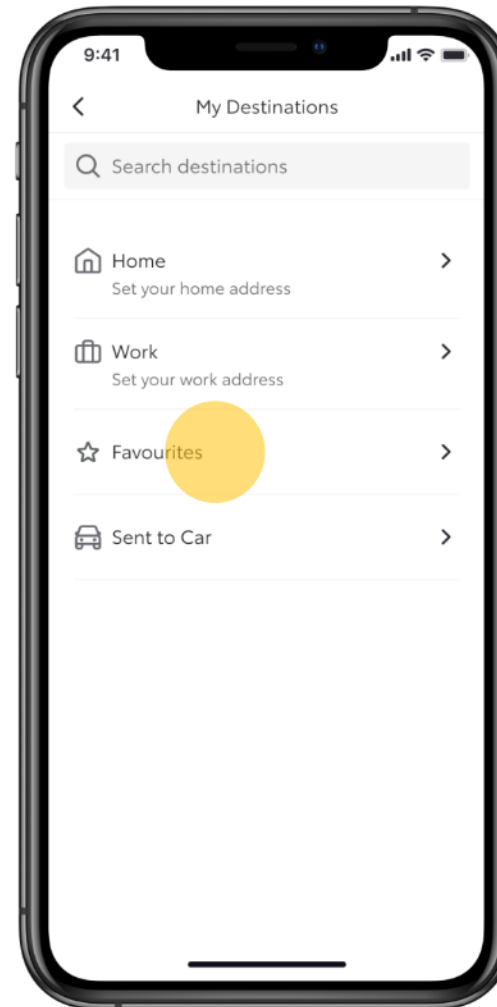 9:41
My Destinations
Search destinations
Home
Set your home address
Work
Set your work address
Favourites
Sent to Car